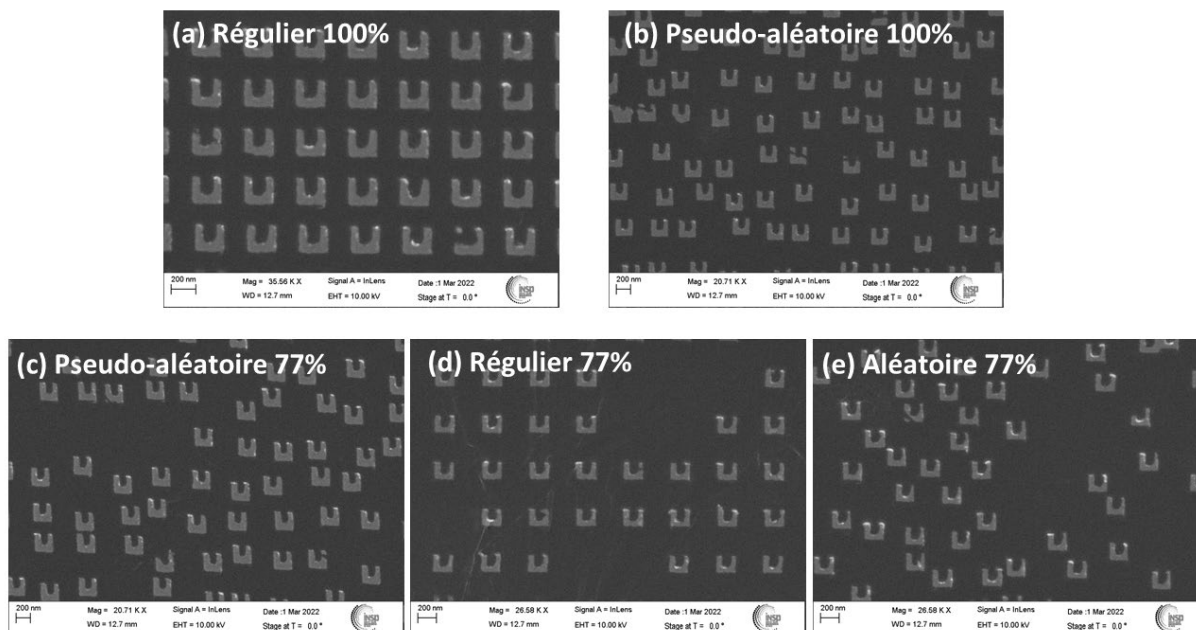 (a) Régulier 100%
200 nm Mag = 35.56 K X Signal A = InLens Date :1 Mar 2022
WD = 12.7 mm EHT = 10.00 kV Stage at T = 0.0 °
(b) Pseudo-aléatoire 100%
200 nm Mag = 20.71 K X Signal A = InLens Date :1 Mar 2022
WD = 12.7 mm EHT = 10.00 kV Stage at T = 0.0 °
(c) Pseudo-aléatoire 77%
200 nm Mag = 20.71 K X Signal A = InLens Date :1 Mar 2022
WD = 12.7 mm EHT = 10.00 kV Stage at T = 0.0 °
(d) Régulier 77%
200 nm Mag = 26.58 K X Signal A = InLens Date :1 Mar 2022
WD = 12.7 mm EHT = 10.00 kV Stage at T = 0.0 °
(e) Aléatoire 77%
200 nm Mag = 26.58 K X Signal A = InLens Date :1 Mar 2022
WD = 12.7 mm EHT = 10.00 kV Stage at T = 0.0 °